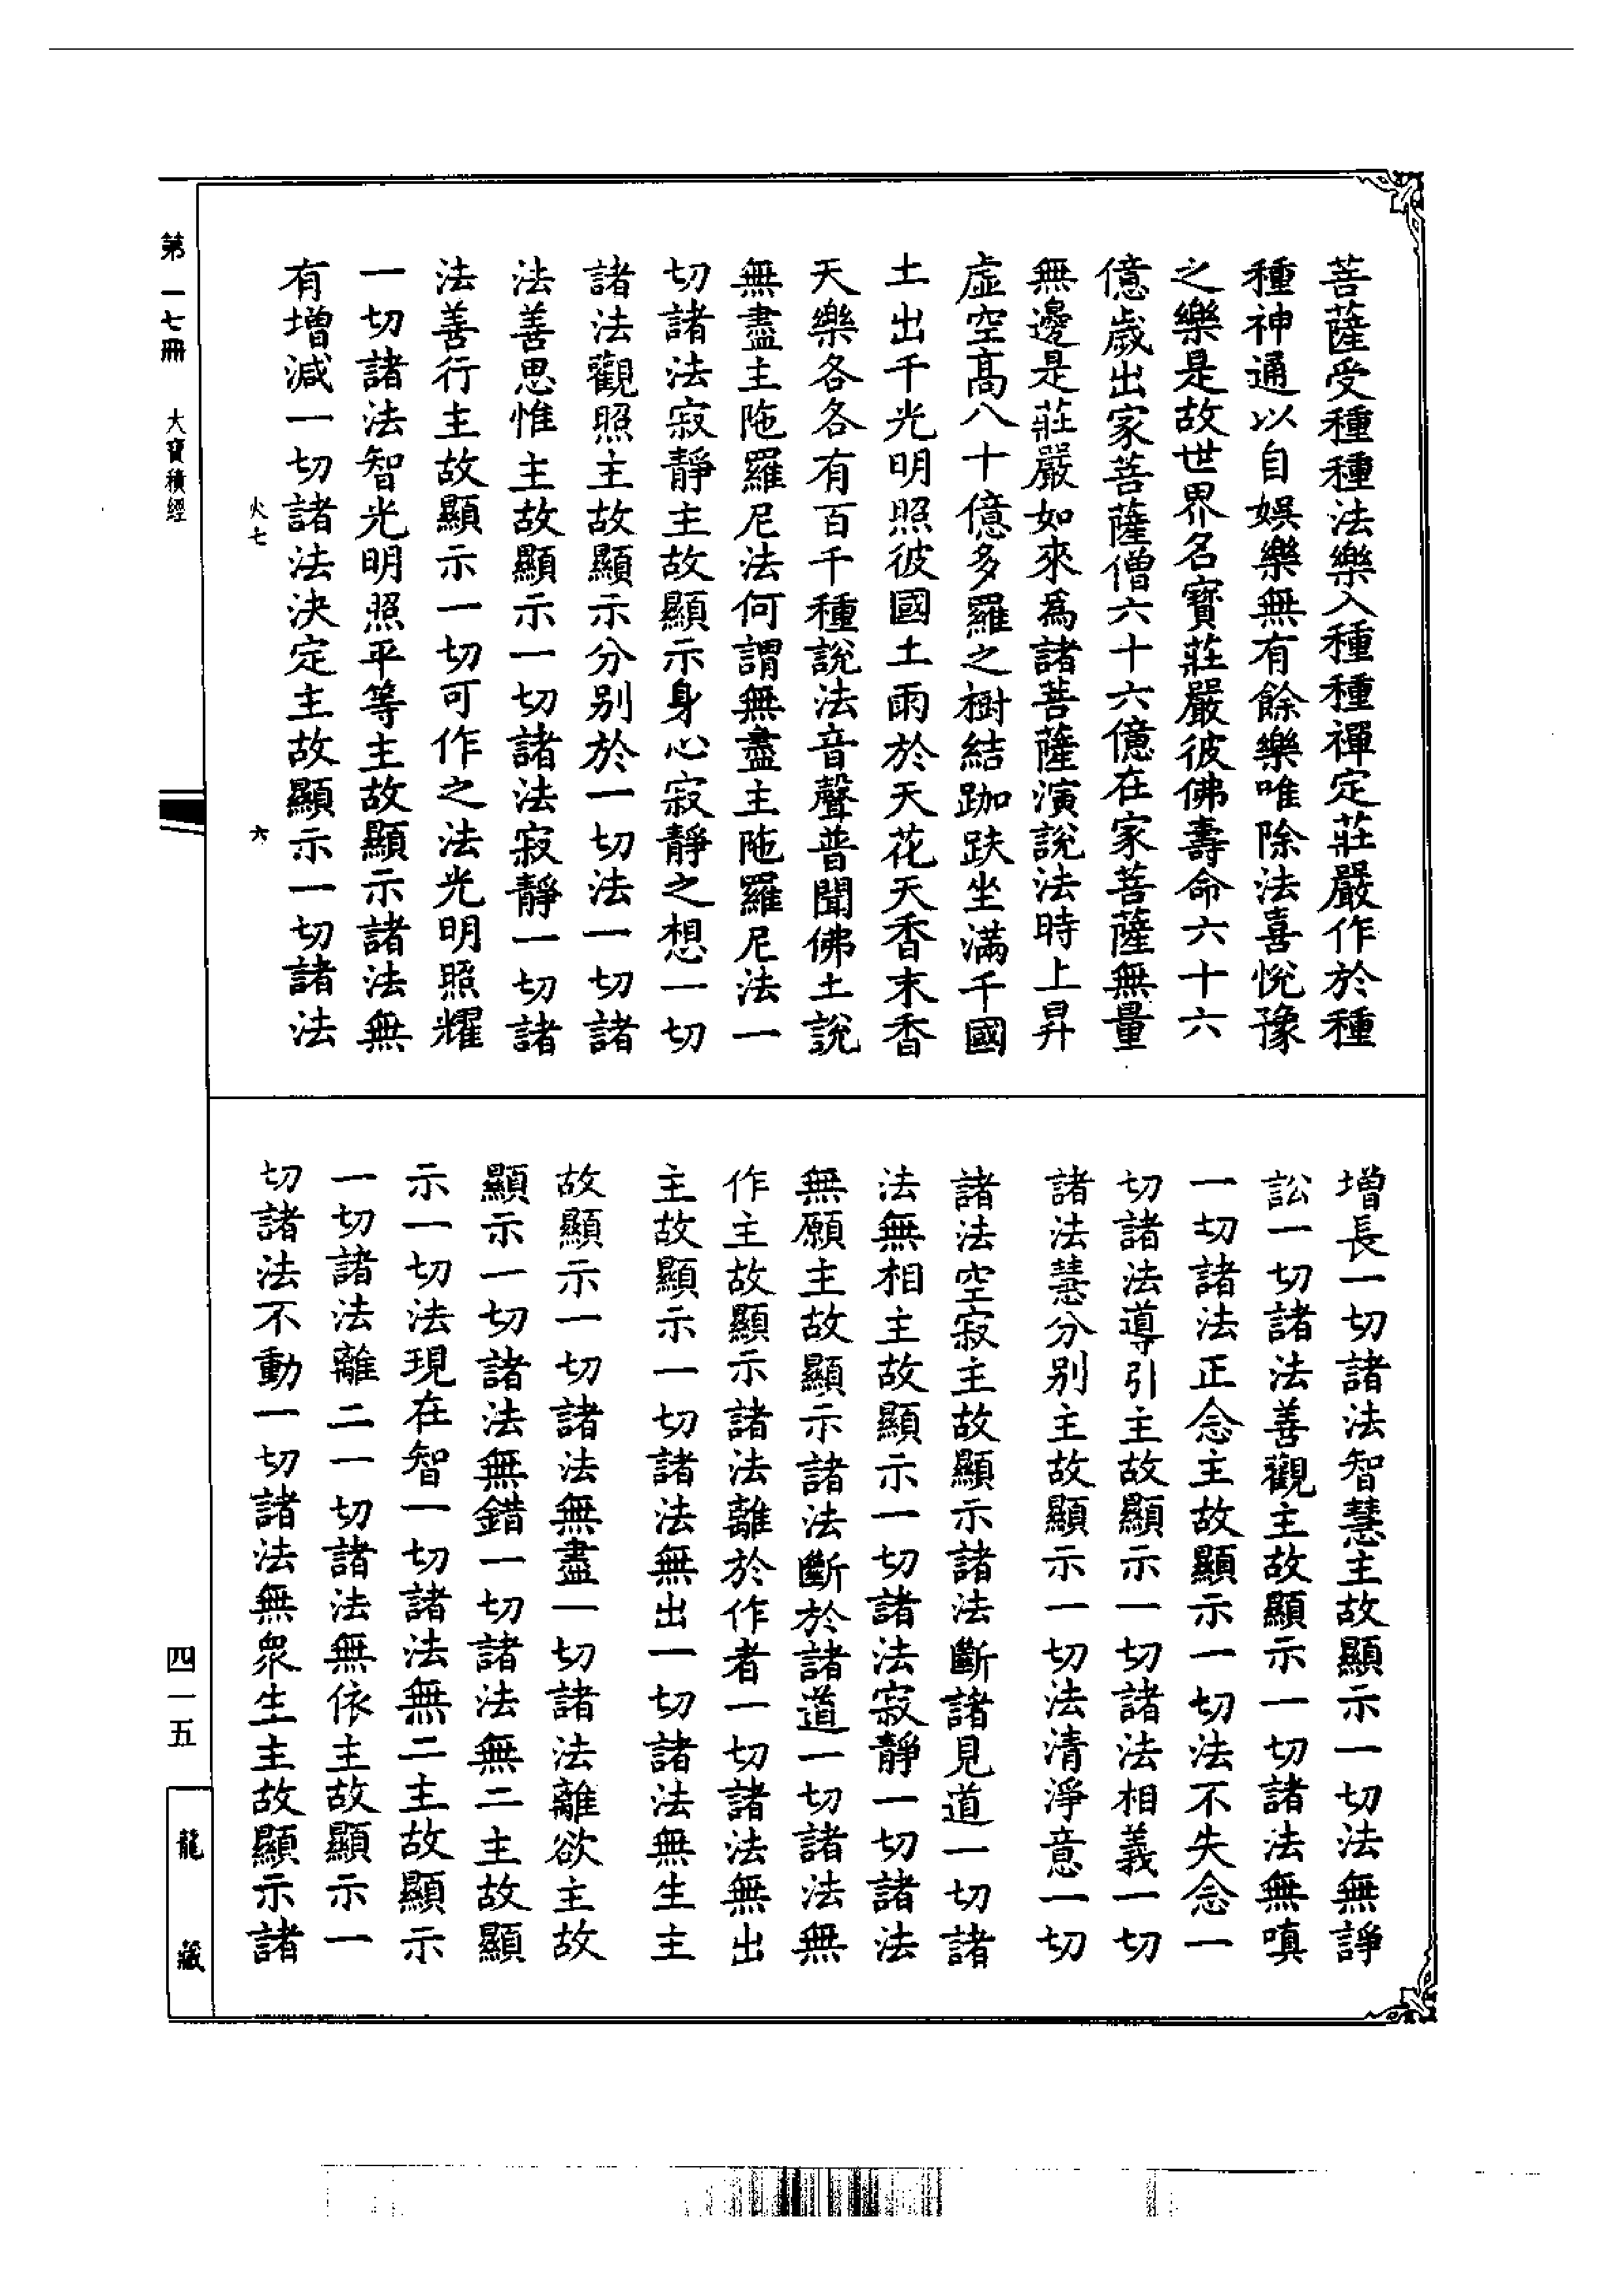 菩薩受種種法樂入種種禪定莊嚴作於種
種神通以自娛樂無有餘樂唯除法喜悅豫
之樂是故世界名寶莊嚴彼佛壽命六十六
億歲出家菩薩僧六十六億在家菩薩無量
無邊是莊嚴如來為諸菩薩演說法時上昇
虛空高八十億多羅之樹結跏趺坐滿千國
土出千光明照彼國土雨於天花天香末香
天樂各各有百千種說法音聲普聞佛土說
無盡主陁羅尼法何謂無盡主陁羅尼法一
切諸法寂靜主故顯示身心寂靜之想一切
諸法觀照主故顯示分別於一切法一切諸
法善思惟主故顯示一切諸法寂靜一切諸
法善行主故顯示一切可作之法光明照耀
一切諸法智光明照平等主故顯示諸法無
有增減一切諸法決定主故顯示一切諸法
火七
六
增長一切諸法智慧主故顯示一切法無諍
訟一切諸法善觀主故顯示一切諸法無嗔
一切諸法正念主故顯示一切法不失念一
切諸法導引主故顯示一切諸法相義一切
諸法慧分別主故顯示一切法清淨意一切
諸法空寂主故顯示諸法斷諸見道一切諸
法無相主故顯示一切諸法寂靜一切諸法
無願主故顯示諸法斷於諸道一切諸法無
作主故顯示諸法離於作者一切諸法無出
主故顯示一切諸法無出一切諸法無生主
故顯示一切諸法無盡一切諸法離欲主故
顯示一切諸法無錯一切諸法無二主故顯
示一切法現在智一切諸法無二主故顯示
一切諸法離二一切諸法無依主故顯示一
切諸法不動一切諸法無眾生主故顯示諸
第一七冊 大寶積經
四一五
龍藏